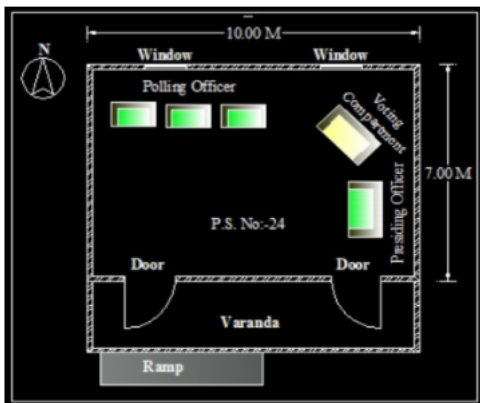 10.00 M
N
Window
Window
Polling Officer
Voting
Compartment
7.00 M
Presiding Officer
P.S. No:-24
Door
Door
Varanda
Ramp